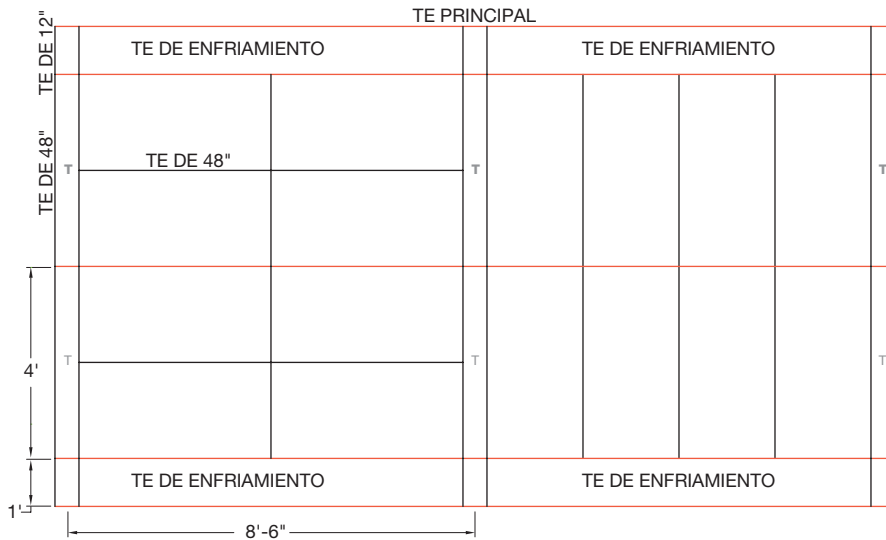 TE PRINCIPAL
TE DE 12"
TE DE ENFRIAMIENTO
TE DE ENFRIAMIENTO
TE DE 48"
T
TE DE 48"
T
T
T
T
T
4'
TE DE ENFRIAMIENTO
TE DE ENFRIAMIENTO
1'
8'-6"